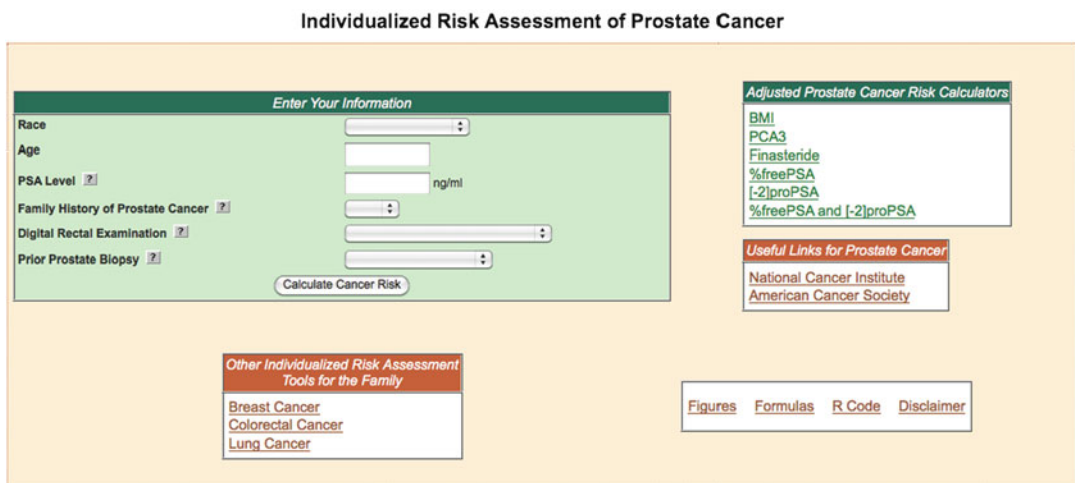 Individualized Risk Assessment of Prostate Cancer
Enter Your Information
Race
Age
PSA Level ? ng/ml
Family History of Prostate Cancer ?
Digital Rectal Examination ?
Prior Prostate Biopsy ?
Calculate Cancer Risk
Adjusted Prostate Cancer Risk Calculators
BMI
PCA3
Finasteride
%freePSA
[-2]proPSA
%freePSA and [-2]proPSA
Useful Links for Prostate Cancer
National Cancer Institute
American Cancer Society
Other Individualized Risk Assessment
Tools for the Family
Breast Cancer
Colorectal Cancer
Lung Cancer
Figures Formulas R Code Disclaimer